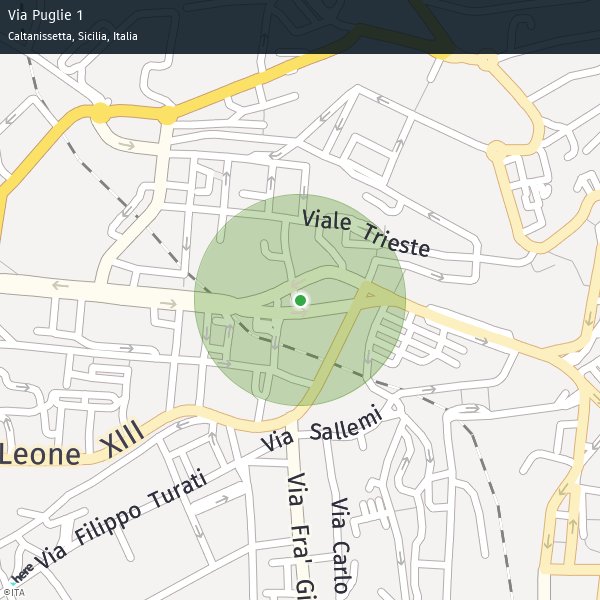 Via Puglie 1
Caltanissetta, Sicilia, Italia
Viale Trieste
Leone XIII
Via Sallemi
Via Filippo Turati
Via Fra' Gi
Via Carlo
here
©ITA